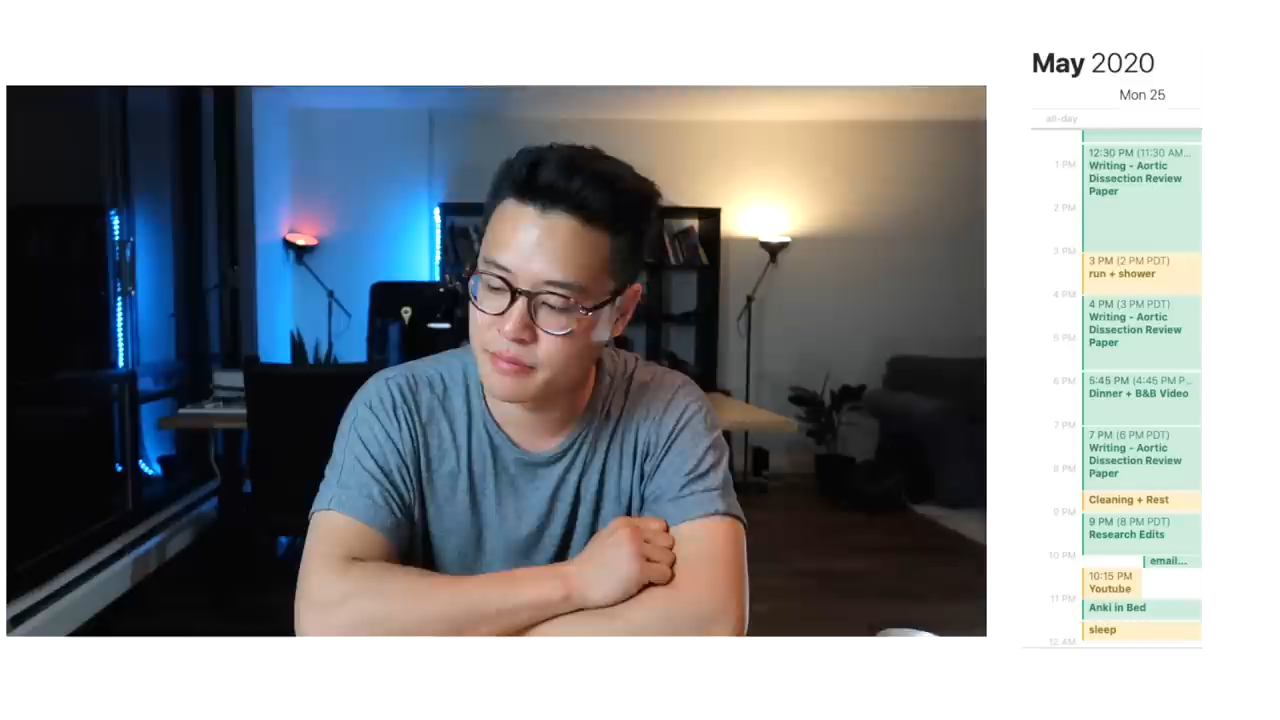 May 2020
Mon 25
all-day
12:30 PM (11:30 AM...
1 PM
Writing - Aortic
Dissection Review
Paper
2 PM
3 PM
3 PM (2 PM PDT)
run + shower
4 PM
4 PM (3 PM PDT)
Writing - Aortic
Dissection Review
Paper
5 PM
6 PM
5:45 PM (4:45 PM P...
Dinner + B&B Video
7 PM
7 PM (6 PM PDT)
Writing - Aortic
Dissection Review
Paper
8 PM
Cleaning + Rest
9 PM
9 PM (8 PM PDT)
Research Edits
10 PM
email...
10:15 PM
Youtube
11 PM
Anki in Bed
sleep
12 AM